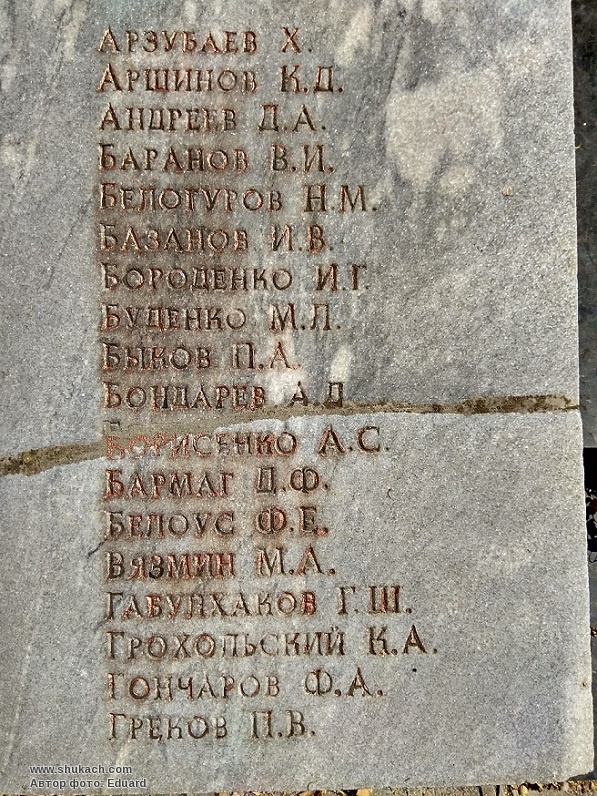 Арзубаев Х.
Аршинов К.Д.
Андреев Д.А.
Баранов В.И.
Белогуров Н.М.
Базанов И.В.
Бороденко И.Г.
Буденко М.Л.
Быков П.А.
Бондарев А.Д
Борисенко А.С.
Бармаг Д.Ф.
Белоус Ф.Е.
Вязмин М.А.
Габунхаков Г.Ш.
Грохольский К.А.
Гончаров Ф.А.
Греков П.В.
www.shukach.com
Автор фото: Eduard